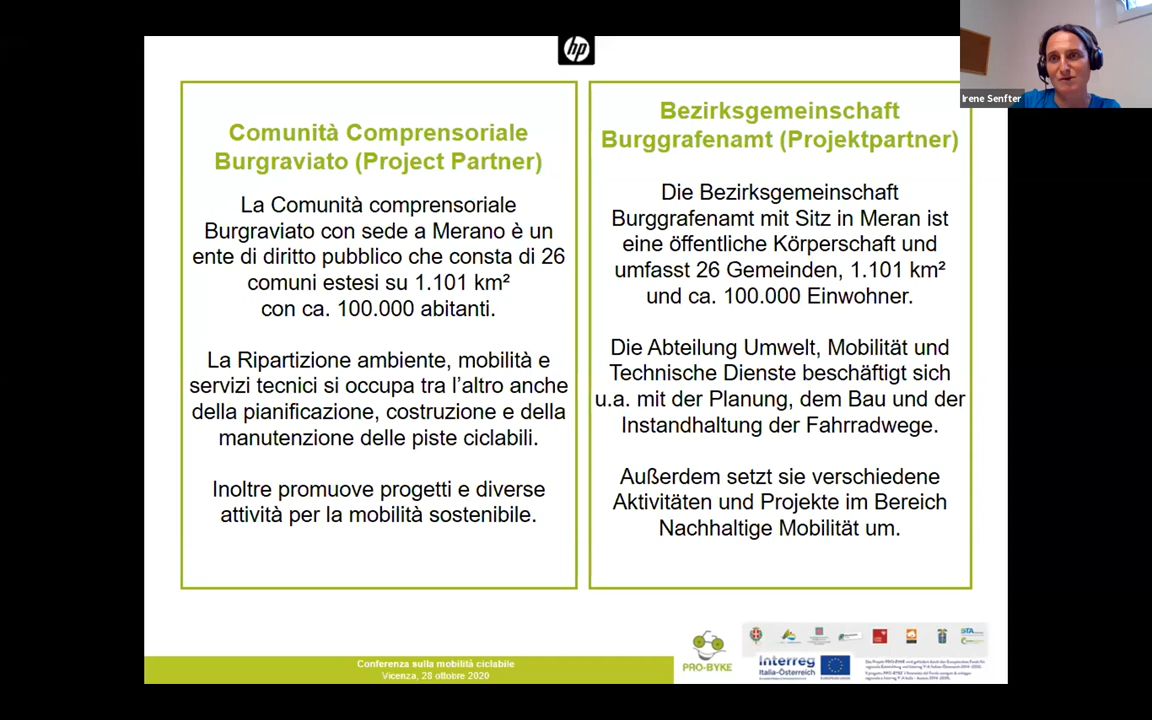 hp
Irene Senfter
Comunità Comprensoriale
Burgraviato (Project Partner)
La Comunità comprensoriale
Burgraviato con sede a Merano è un
ente di diritto pubblico che consta di 26
comuni estesi su 1.101 km²
con ca. 100.000 abitanti.
La Ripartizione ambiente, mobilità e
servizi tecnici si occupa tra l’altro anche
della pianificazione, costruzione e della
manutenzione delle piste ciclabili.
Inoltre promuove progetti e diverse
attività per la mobilità sostenibile.
Bezirksgemeinschaft
Burggrafenamt (Projektpartner)
Die Bezirksgemeinschaft
Burggrafenamt mit Sitz in Meran ist
eine öffentliche Körperschaft und
umfasst 26 Gemeinden, 1.101 km²
und ca. 100.000 Einwohner.
Die Abteilung Umwelt, Mobilität und
Technische Dienste beschäftigt sich
u.a. mit der Planung, dem Bau und der
Instandhaltung der Fahrradwege.
Außerdem setzt sie verschiedene
Aktivitäten und Projekte im Bereich
Nachhaltige Mobilität um.
Conferenza sulla mobilità ciclabile
Vicenza, 28 ottobre 2020
PRO-BYKE
STA
Interreg
Italia-Österreich